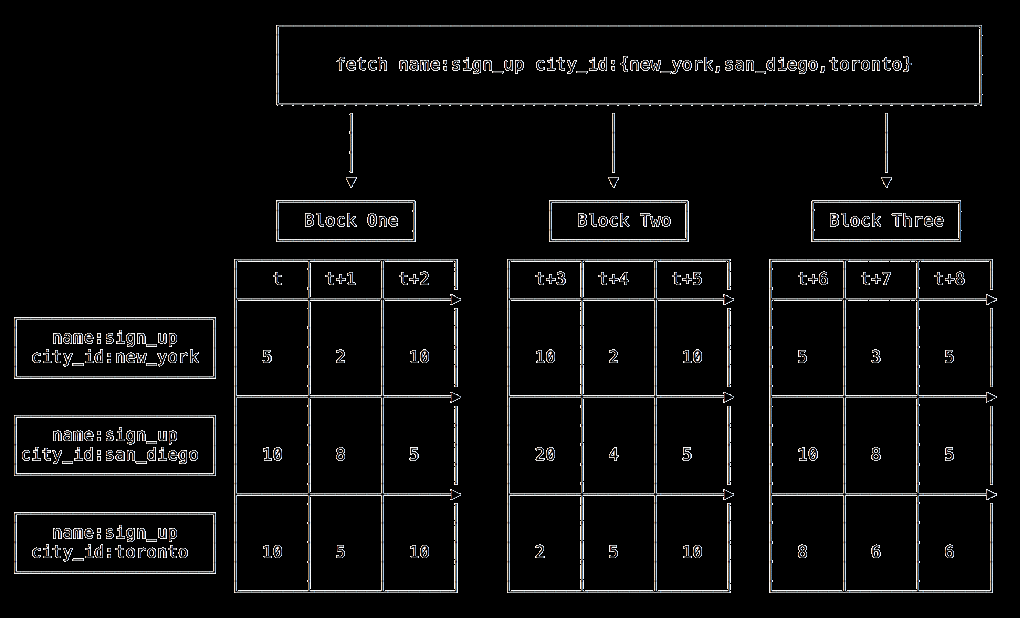 fetch name:sign_up city_id:{new_york,san_diego,toronto}
Block One Block Two Block Three
t t+1 t+2 t+3 t+4 t+5 t+6 t+7 t+8
name:sign_up
city_id:new_york 5 2 10 10 2 10 5 3 5
name:sign_up
city_id:san_diego 10 8 5 20 4 5 10 8 5
name:sign_up
city_id:toronto 10 5 10 2 5 10 8 6 6